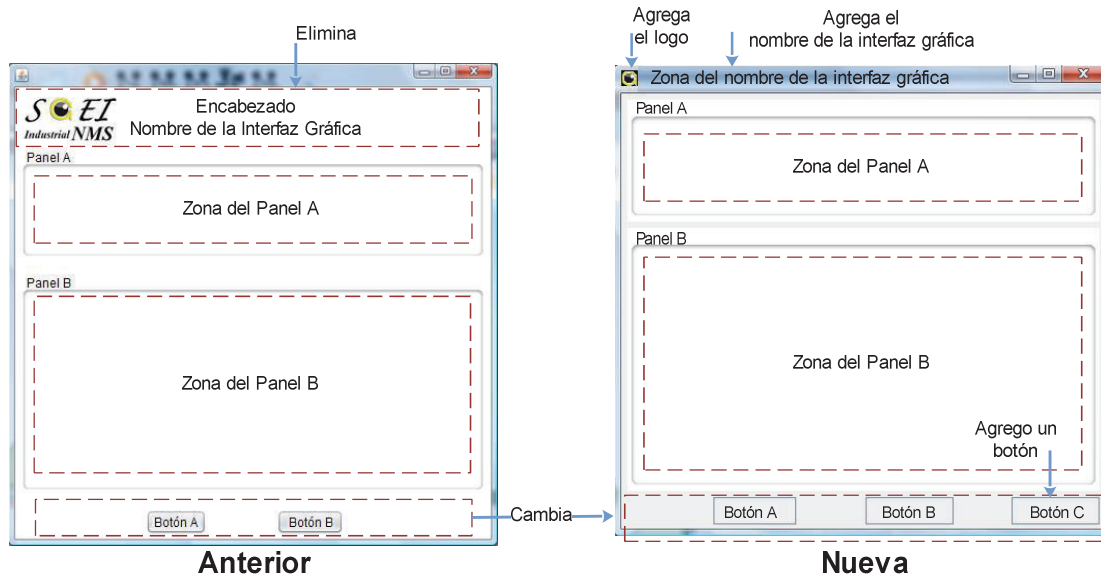 Elimina
S Q EI
Industrial NMS
Encabezado
Nombre de la Interfaz Gráfica
Panel A
Zona del Panel A
Panel B
Zona del Panel B
Botón A
Botón B
Anterior
Cambia
Agrega
el logo
Agrega el
nombre de la interfaz gráfica
Zona del nombre de la interfaz gráfica
Panel A
Zona del Panel A
Panel B
Zona del Panel B
Agrego un
botón
Botón A
Botón B
Botón C
Nueva